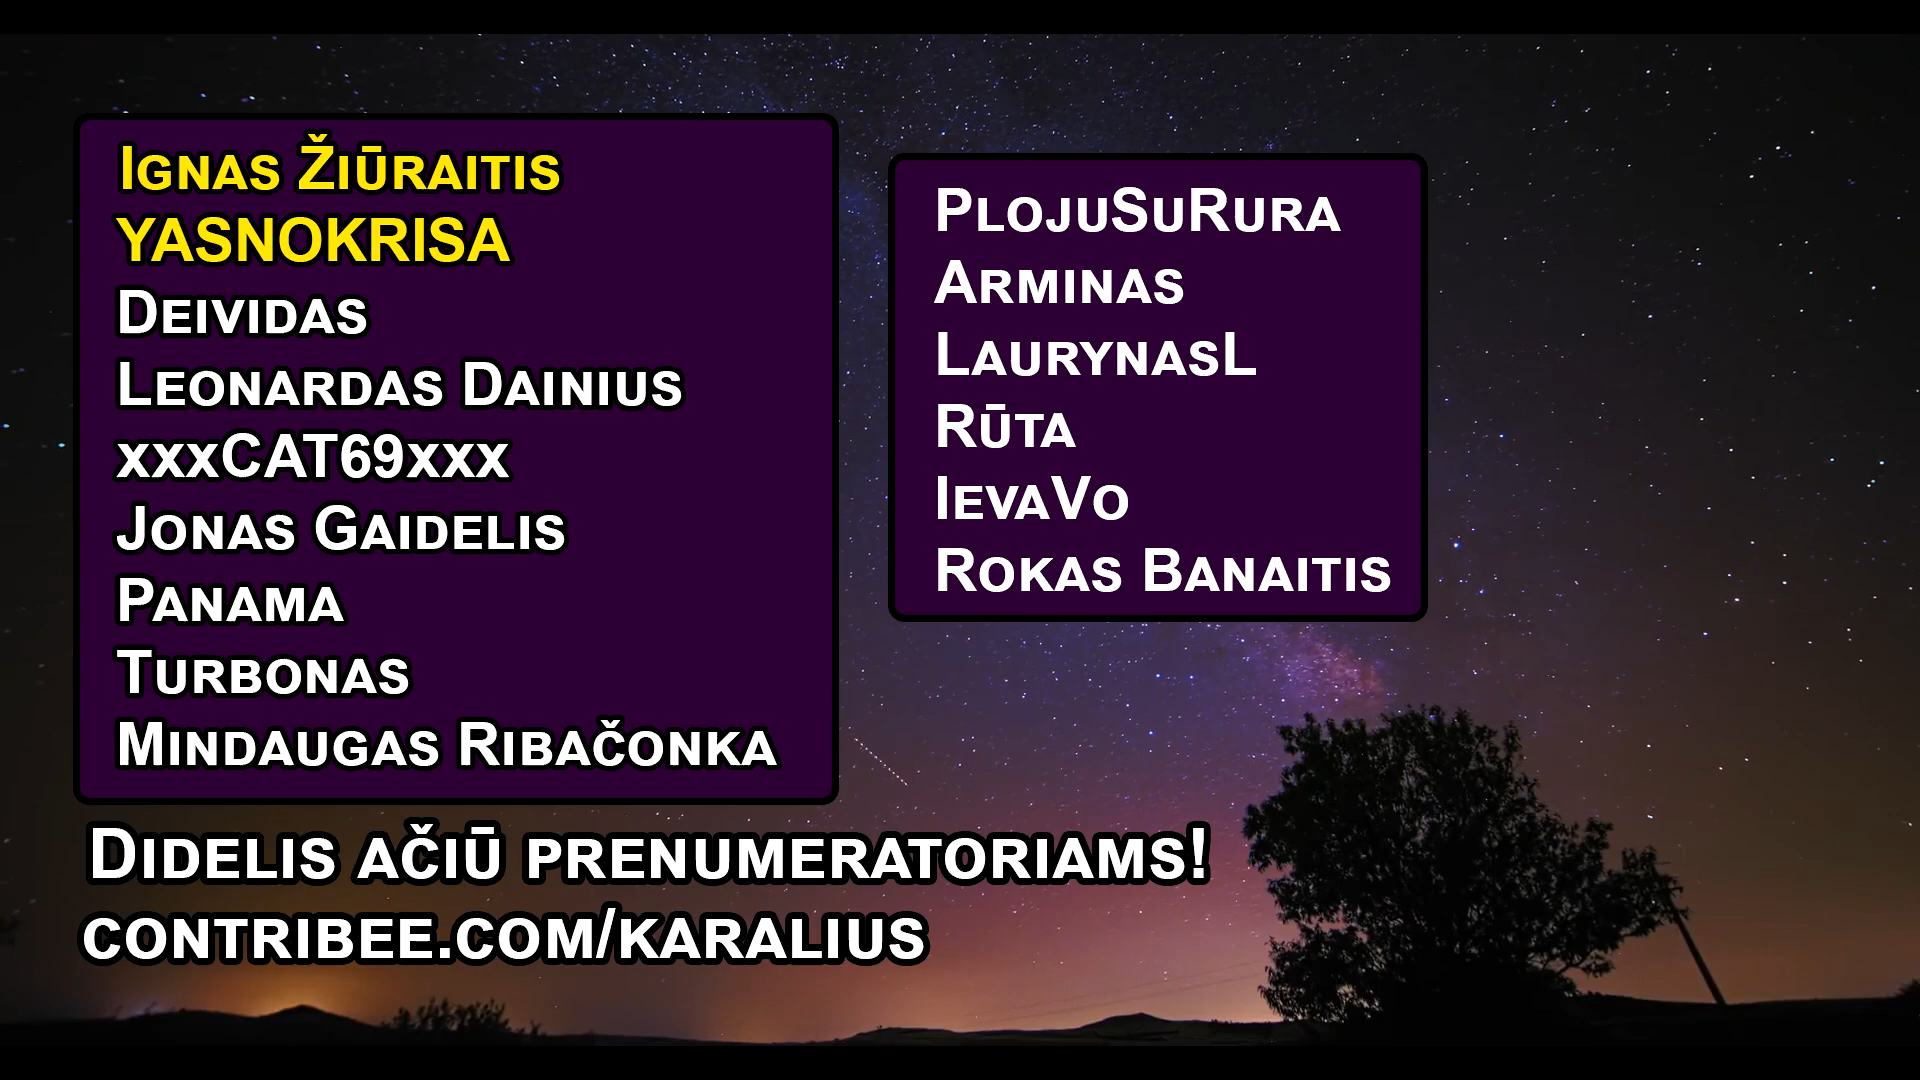 Ignas Žiūraitis
YASNOKRISA
Deividas
Leonardas Dainius
xxxCAT69xxx
Jonas Gaidelis
Panama
Turbonas
Mindaugas Ribačonka
PlojuSuRura
Arminas
LaurynasL
Rūta
IevaVo
Rokas Banaitis
Didelis ačiū prenumeratoriams!
contribee.com/karalius